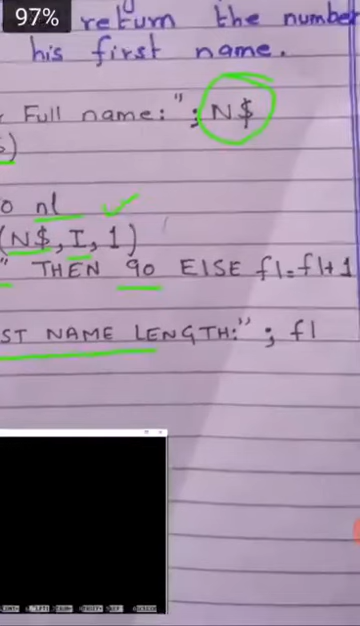 97%
return the number
his first name.
Full name:" ; N$
)
nl
(N$, I, 1)
" THEN 90 ELSE fl=fl+1
ST NAME LENGTH:" ; fl